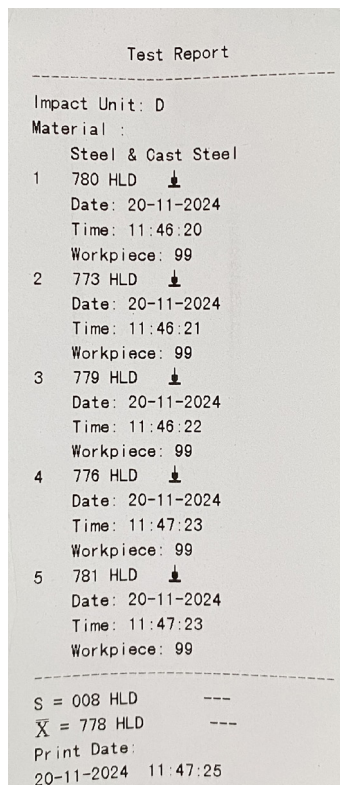 Test Report
Impact Unit: D
Material :
Steel & Cast Steel
1 780 HLD
Date: 20-11-2024
Time: 11:46:20
Workpiece: 99
2 773 HLD
Date: 20-11-2024
Time: 11:46:21
Workpiece: 99
3 779 HLD
Date: 20-11-2024
Time: 11:46:22
Workpiece: 99
4 776 HLD
Date: 20-11-2024
Time: 11:47:23
Workpiece: 99
5 781 HLD
Date: 20-11-2024
Time: 11:47:23
Workpiece: 99
S = 008 HLD ---
X̅ = 778 HLD ---
Print Date:
20-11-2024 11:47:25